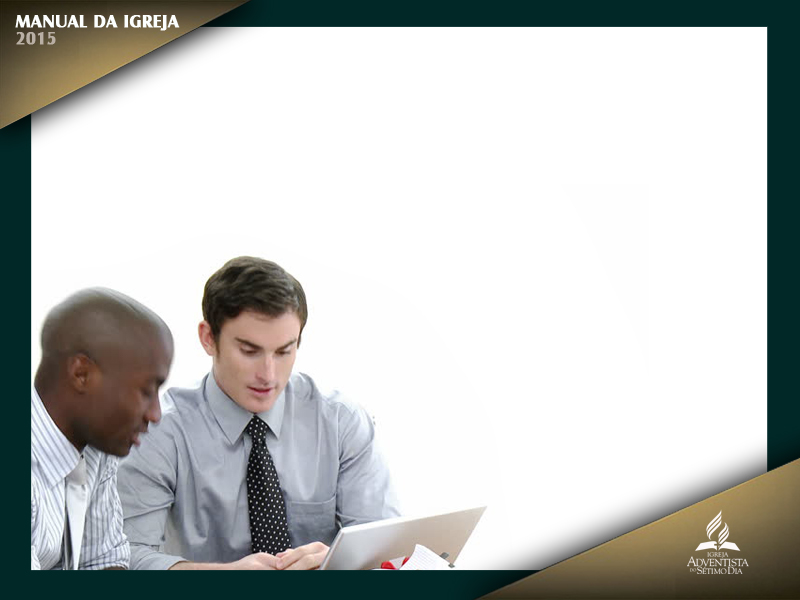 MANUAL DA IGREJA
2015
IGREJA
ADVENTISTA
DO SÉTIMO DIA